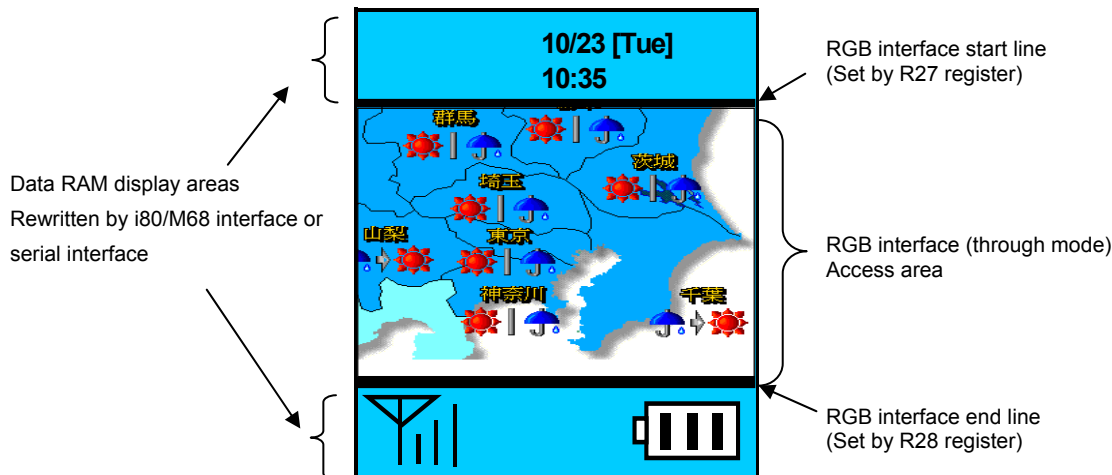 10/23 [Tue]
10:35
RGB interface start line
(Set by R27 register)
群馬
茨城
埼玉
山梨
東京
神奈川
千葉
Data RAM display areas
Rewritten by i80/M68 interface or
serial interface
RGB interface (through mode)
Access area
RGB interface end line
(Set by R28 register)